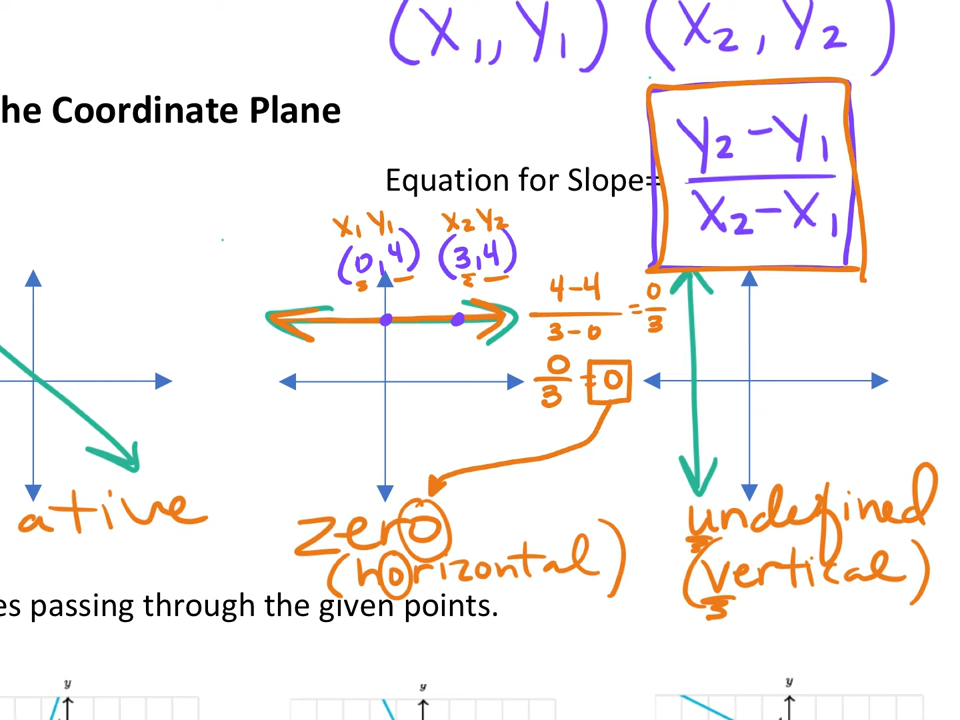 (X₁, Y₁) (X₂, Y₂)
he Coordinate Plane
Equation for Slope=
Y₂-Y₁
X₂-X₁
X₁ Y₁ X₂ Y₂
(0,4) (3,4)
4-4
3-0
= 0/3
0/3 = 0
ative
zero
(horizontal)
undefined
(vertical)
es passing through the given points.
y y y